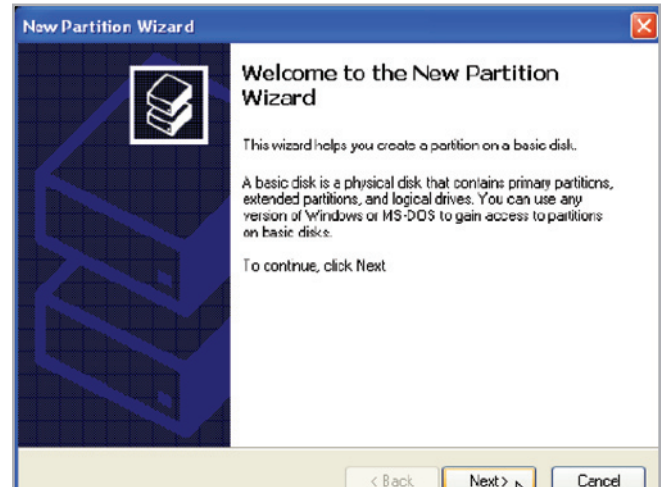 New Partition Wizard
Welcome to the New Partition
Wizard
This wizard helps you create a partition on a basic disk.
A basic disk is a physical disk that contains primary partitions,
extended partitions, and logical drives. You can use any
version of Windows or MS-DOS to gain access to partitions
on basic disks.
To continue, click Next
< Back
Next >
Cancel